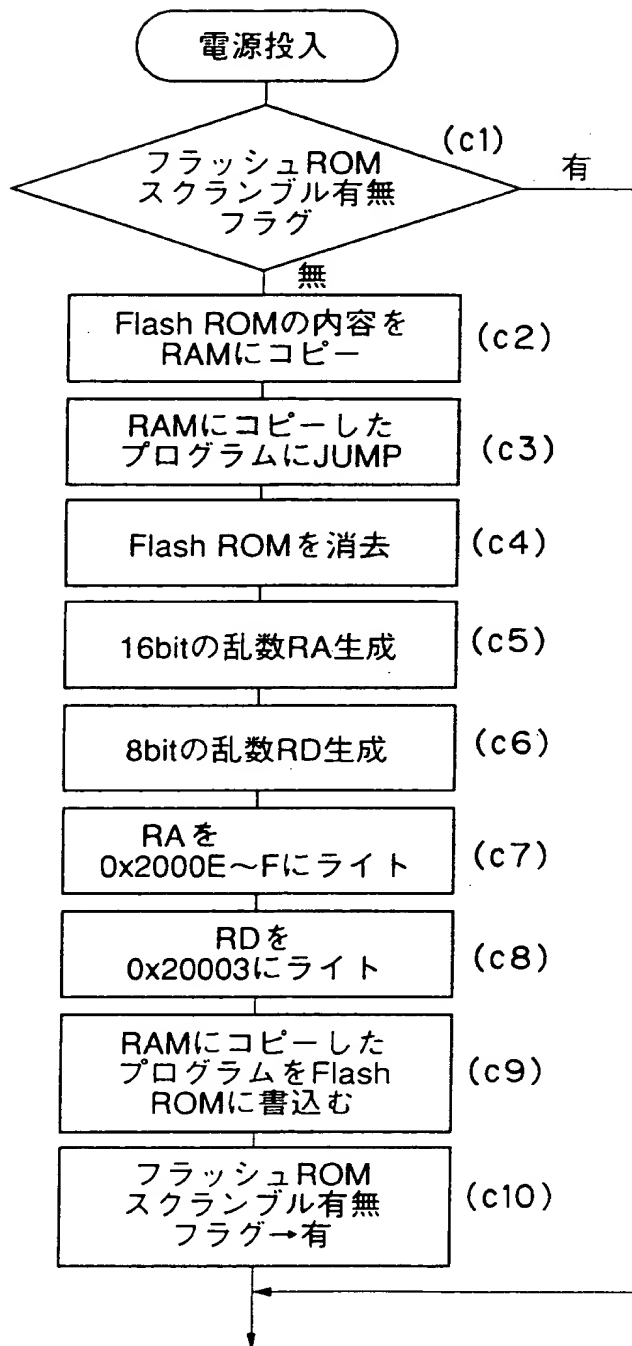 電源投入
(c1)
フラッシュROM
スクランブル有無
フラグ
有
無
Flash ROMの内容を
RAMにコピー
(c2)
RAMにコピーした
プログラムにJUMP
(c3)
Flash ROMを消去
(c4)
16bitの乱数RA生成
(c5)
8bitの乱数RD生成
(c6)
RAを
0x2000E～Fにライト
(c7)
RDを
0x20003にライト
(c8)
RAMにコピーした
プログラムをFlash
ROMに書込む
(c9)
フラッシュROM
スクランブル有無
フラグ→有
(c10)